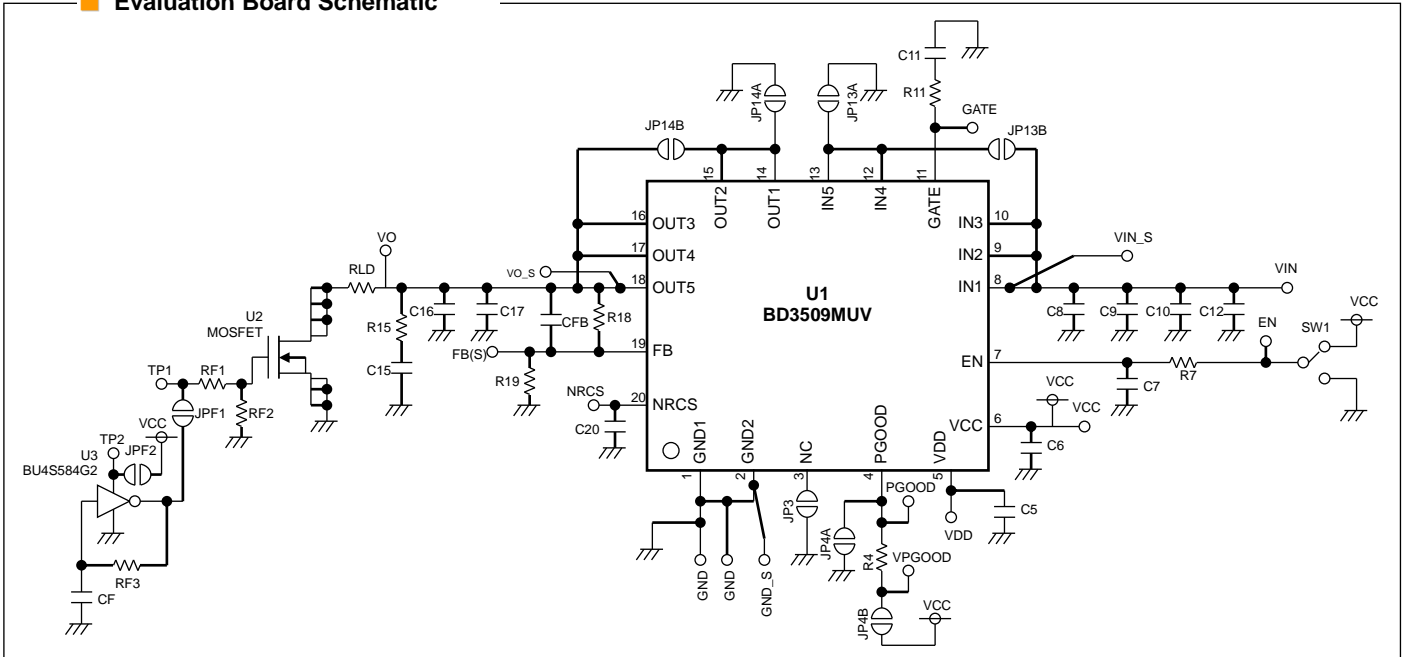 Evaluation Board Schematic
C11
R11
GATE
JP14A
JP13A
JP14B
JP13B
15
14
13
12
11
OUT2
OUT1
IN5
IN4
GATE
16
OUT3
17
OUT4
18
OUT5
19
FB
20
NRCS
U1
BD3509MUV
IN3
10
IN2
9
IN1
8
EN
7
VCC
6
GND1
GND2
NC
PGOOD
VDD
1
2
3
4
5
VO
RLD
VO_S
U2
MOSFET
R15
C16
C17
CFB
R18
C15
FB(S)
R19
NRCS
C20
TP1
RF1
RF2
JPF1
VCC
TP2
JPF2
U3
BU4S584G2
RF3
CF
VIN_S
VIN
C8
C9
C10
C12
VCC
EN
SW1
C7
R7
VCC
VCC
C6
C5
VDD
JP3
PGOOD
JP4A
R4
VPGOOD
JP4B
VCC
GND
GND
GND_S